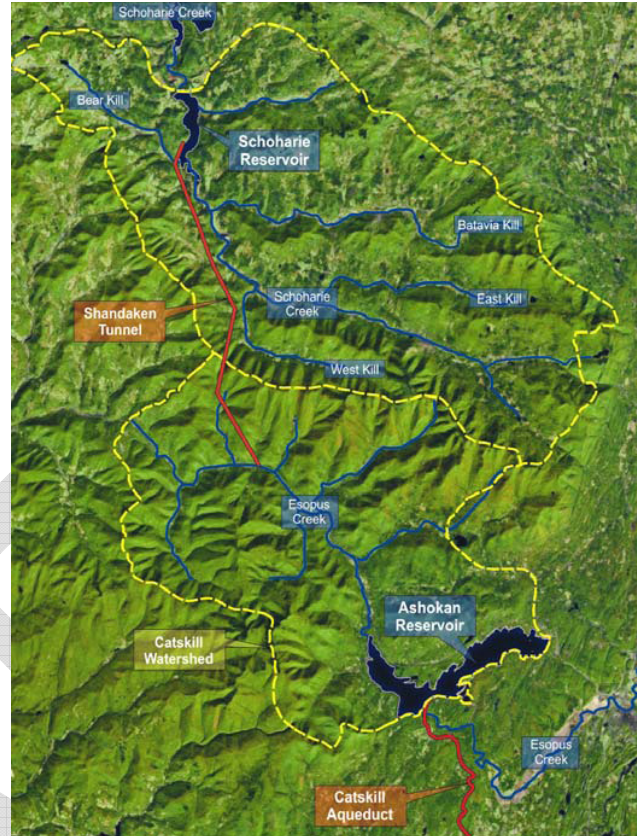 Schoharie Creek
Bear Kill
Schoharie
Reservoir
Batavia Kill
Shandaken
Tunnel
Schoharie
Creek
East Kill
West Kill
Esopus
Creek
Ashokan
Reservoir
Catskill
Watershed
Esopus
Creek
Catskill
Aqueduct